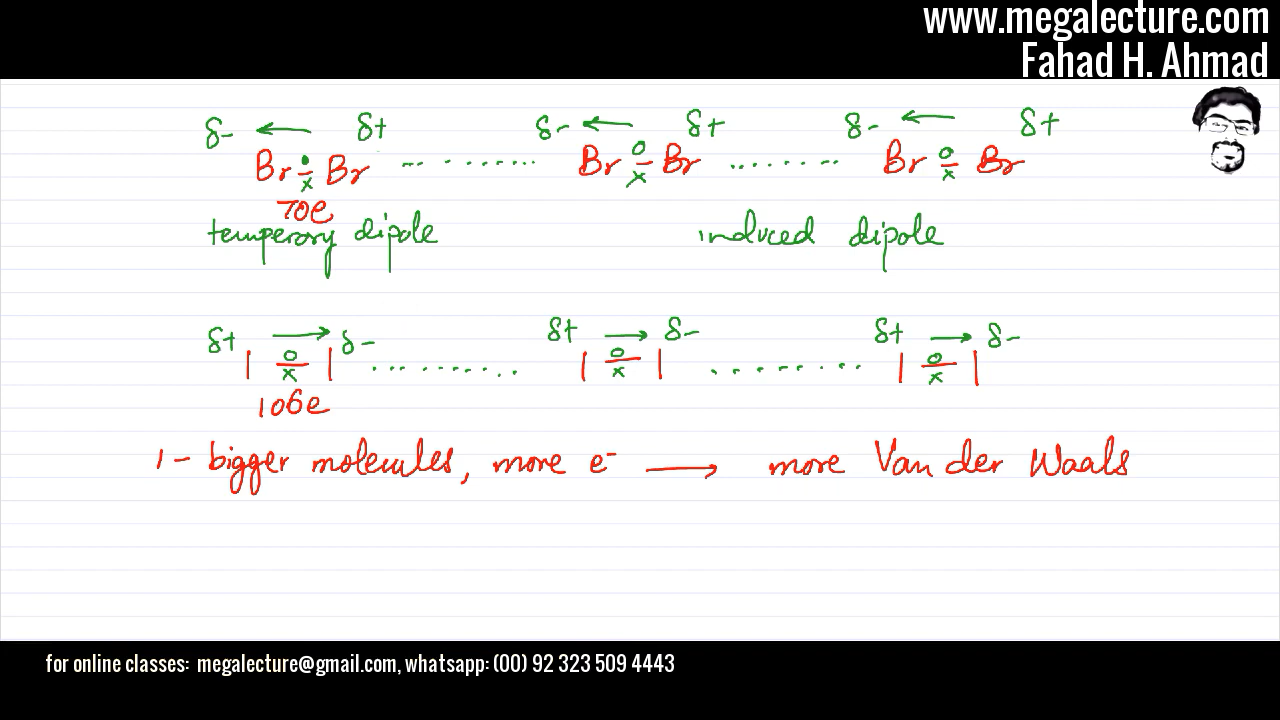 www.megalecture.com
Fahad H. Ahmad
δ- ← δ+ δ- ← δ+ δ- ← δ+
Br o/x Br ... ....... Br o/x Br ........ Br o/x Br
70e
temperory dipole induced dipole
δ+ → δ- δ+ → δ- δ+ → δ-
I o/x I .......... I o/x I ........ I o/x I
106e
1 - bigger molecules, more e⁻ → more Van der Waals
for online classes: megalecture@gmail.com, whatsapp: (00) 92 323 509 4443